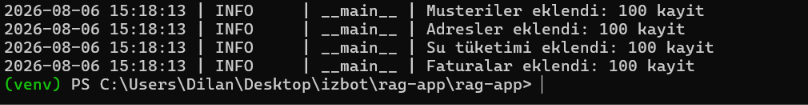 2026-08-06 15:18:13 | INFO     | __main__ | Musteriler eklendi: 100 kayit
2026-08-06 15:18:13 | INFO     | __main__ | Adresler eklendi: 100 kayit
2026-08-06 15:18:13 | INFO     | __main__ | Su tüketimi eklendi: 100 kayit
2026-08-06 15:18:13 | INFO     | __main__ | Faturalar eklendi: 100 kayit
(venv) PS C:\Users\Dilan\Desktop\izbot\rag-app\rag-app>